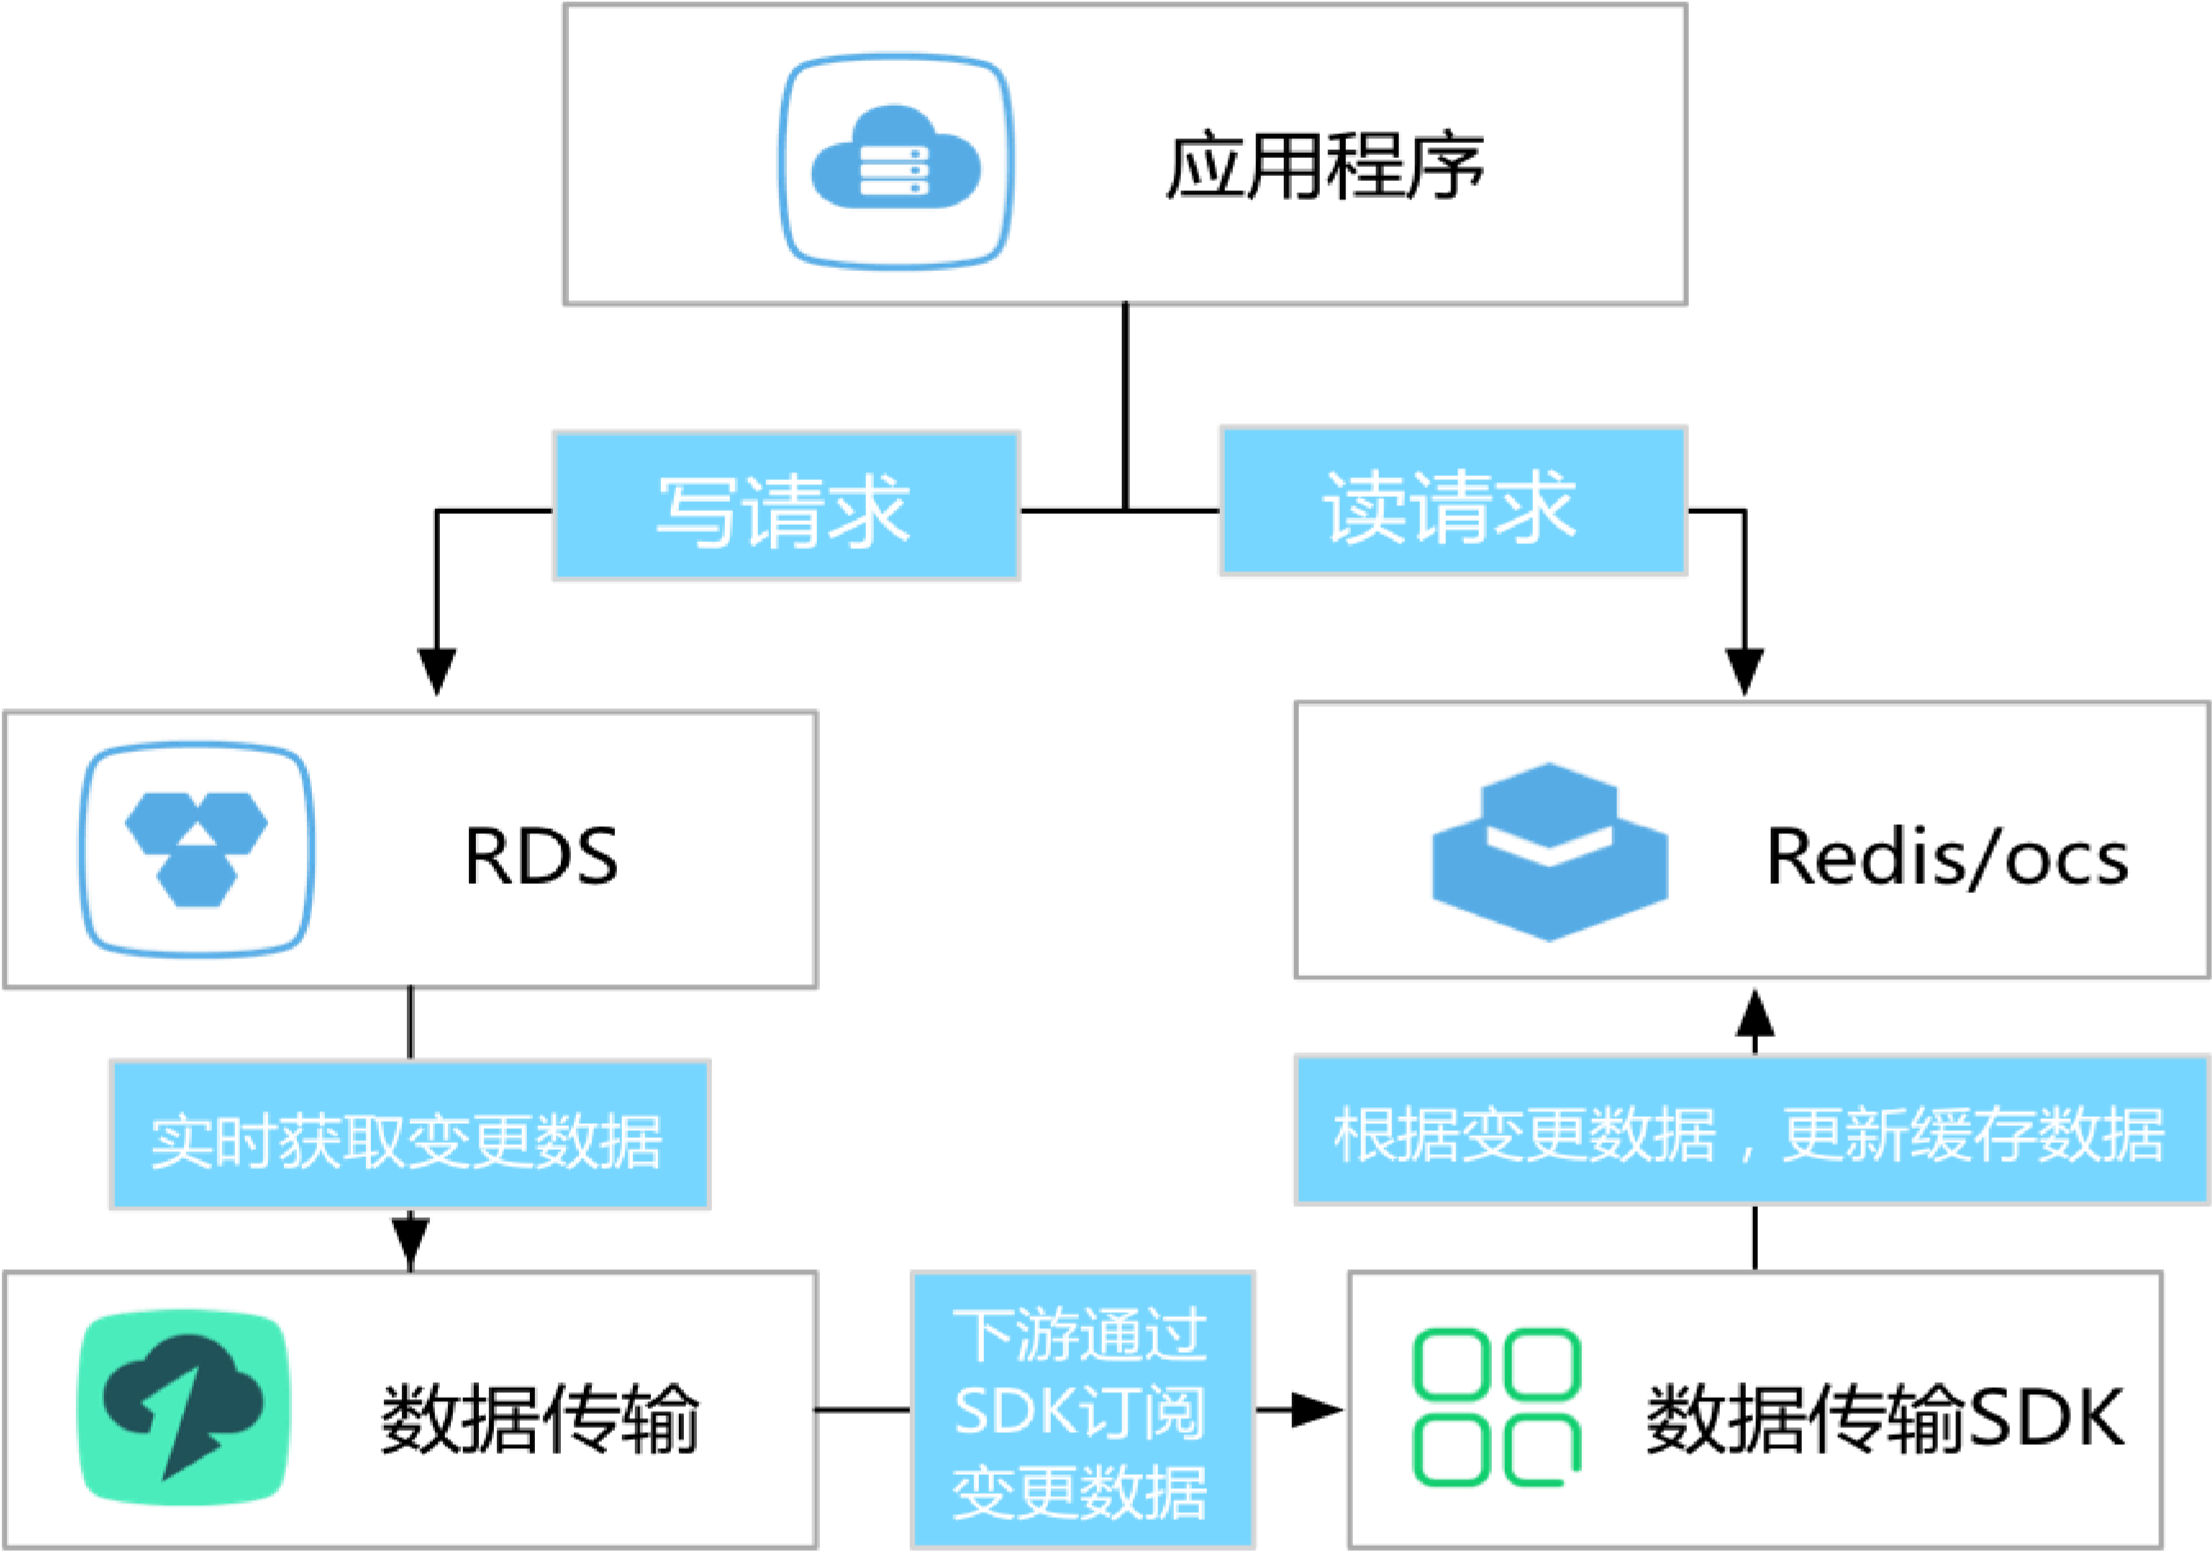 应用程序
写请求
读请求
RDS
Redis/ocs
实时获取变更数据
根据变更数据，更新缓存数据
数据传输
下游通过
SDK订阅
变更数据
数据传输SDK